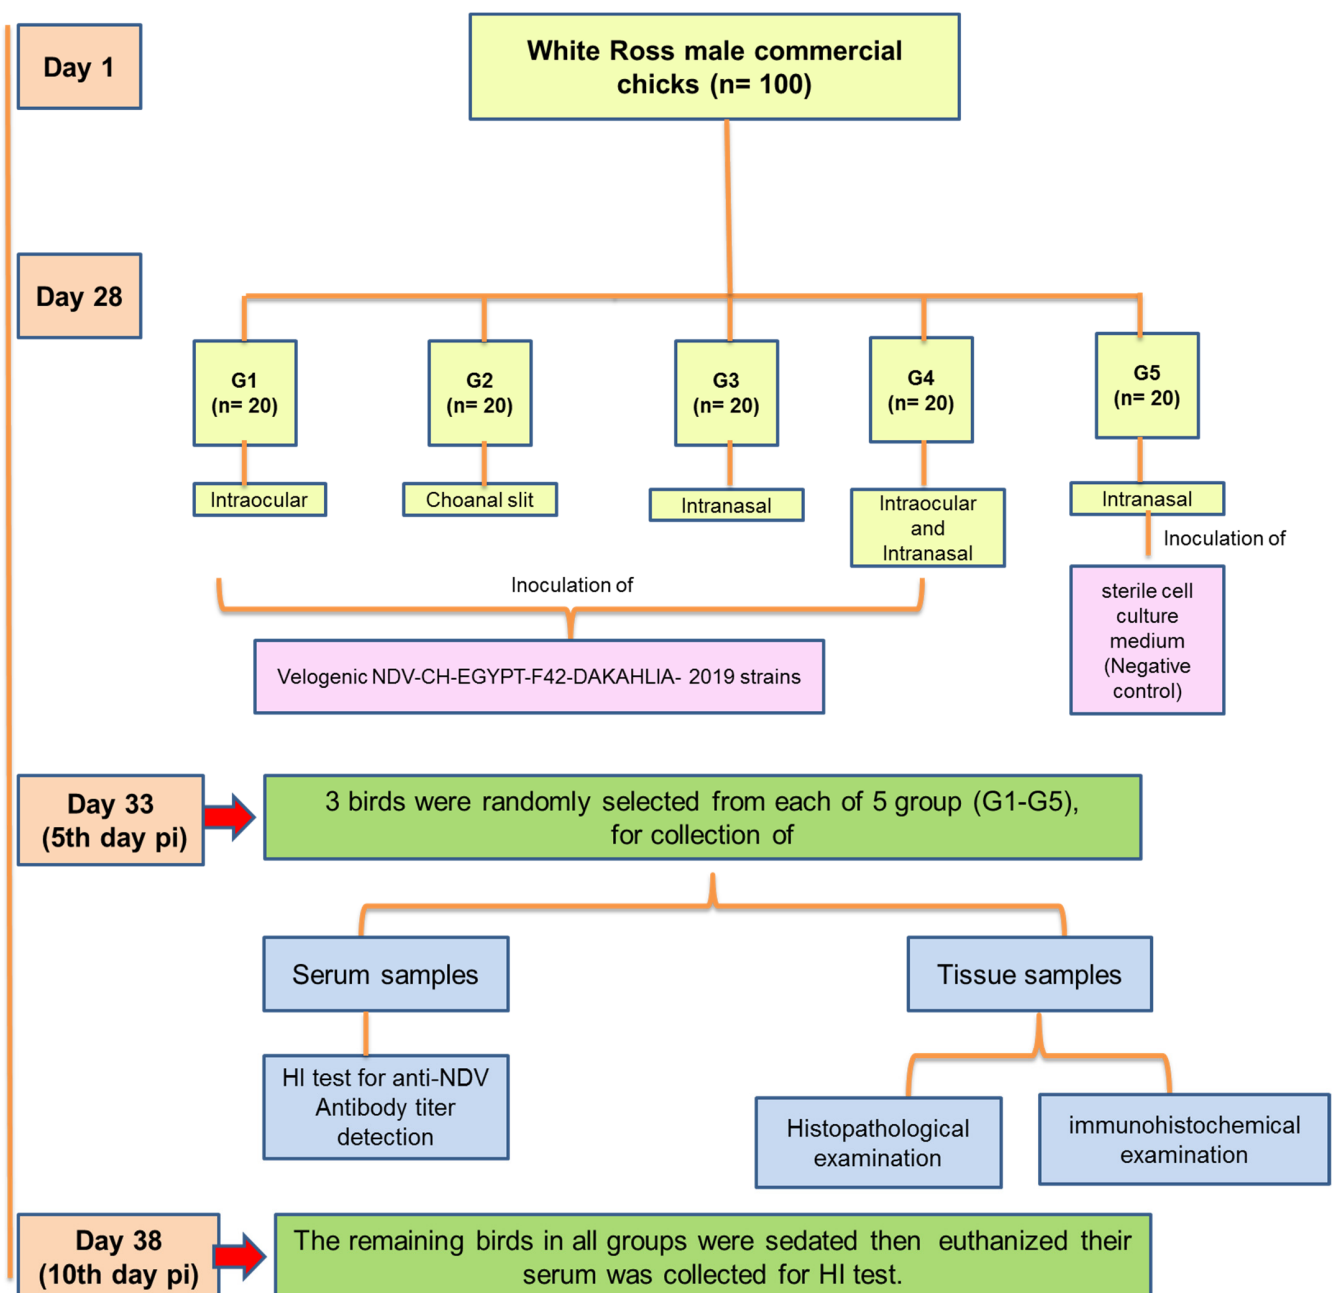 Day 1
White Ross male commercial
chicks (n= 100)
Day 28
G1
(n= 20)
G2
(n= 20)
G3
(n= 20)
G4
(n= 20)
G5
(n= 20)
Intraocular
Choanal slit
Intranasal
Intraocular
and
Intranasal
Intranasal
Inoculation of
Inoculation of
Velogenic NDV-CH-EGYPT-F42-DAKAHLIA- 2019 strains
sterile cell
culture
medium
(Negative
control)
Day 33
(5th day pi)
3 birds were randomly selected from each of 5 group (G1-G5),
for collection of
Serum samples
Tissue samples
HI test for anti-NDV
Antibody titer
detection
Histopathological
examination
immunohistochemical
examination
Day 38
(10th day pi)
The remaining birds in all groups were sedated then euthanized their
serum was collected for HI test.